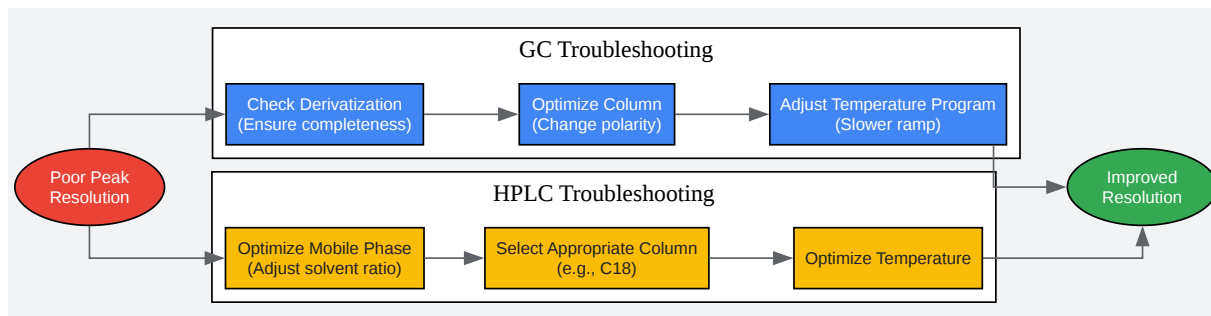 GC Troubleshooting
Check Derivatization
(Ensure completeness)
Optimize Column
(Change polarity)
Adjust Temperature Program
(Slower ramp)
Poor Peak
Resolution
Improved
Resolution
HPLC Troubleshooting
Optimize Mobile Phase
(Adjust solvent ratio)
Select Appropriate Column
(e.g., C18)
Optimize Temperature